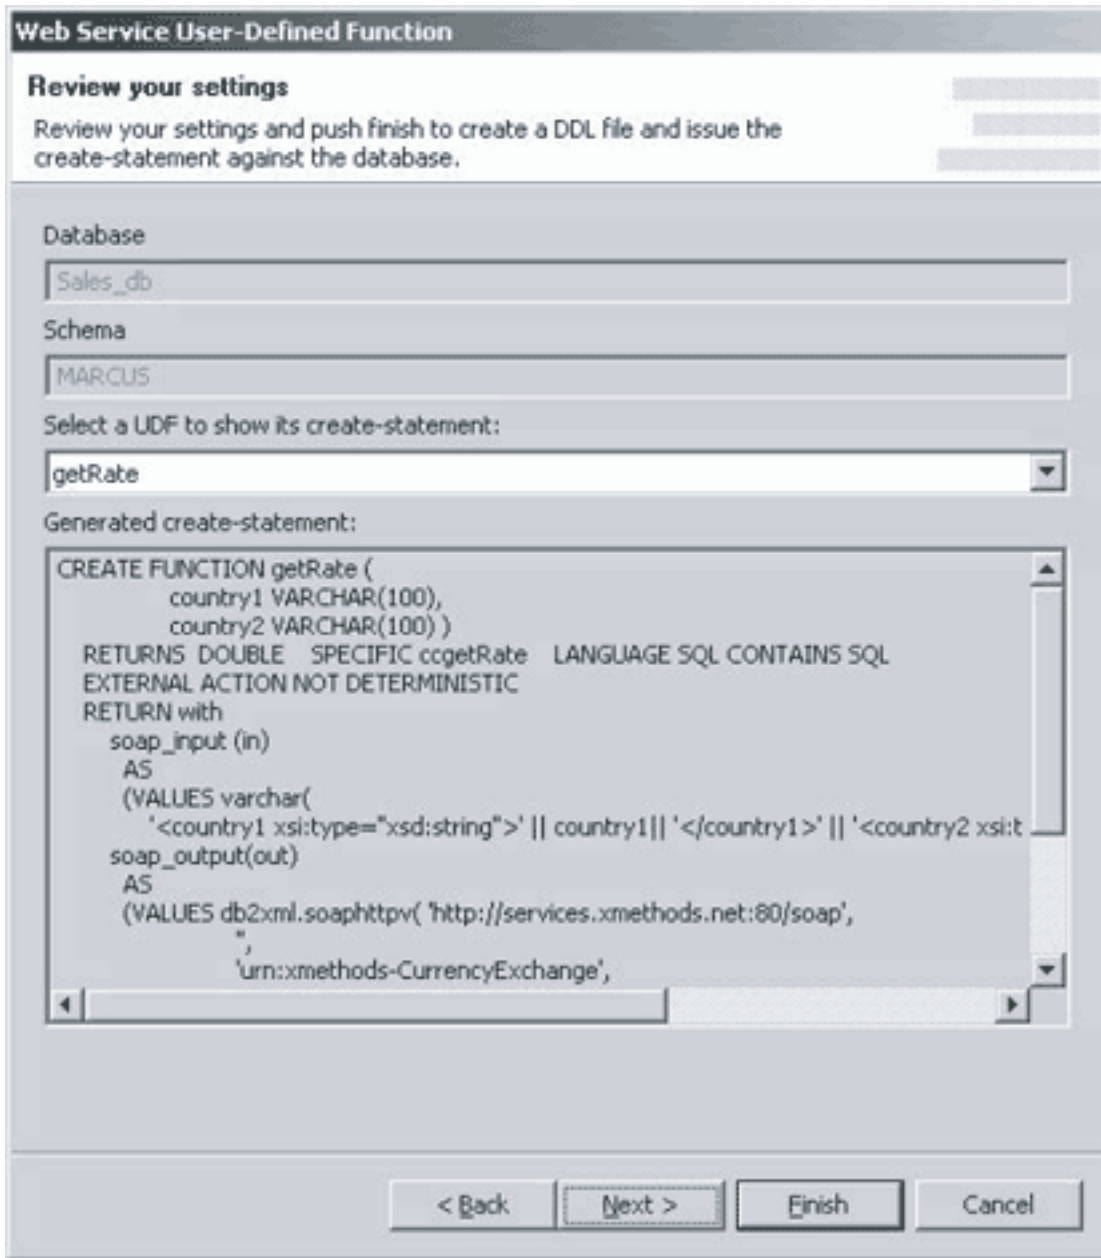 Web Service User-Defined Function
Review your settings
Review your settings and push finish to create a DDL file and issue the
create-statement against the database.
Database
Sales_db
Schema
MARCUS
Select a UDF to show its create-statement:
getRate
Generated create-statement:
CREATE FUNCTION getRate (
country1 VARCHAR(100),
country2 VARCHAR(100) )
RETURNS DOUBLE SPECIFIC ccgetRate LANGUAGE SQL CONTAINS SQL
EXTERNAL ACTION NOT DETERMINISTIC
RETURN with
soap_input (in)
AS
(VALUES varchar(
'<country1 xsi:type="xsd:string">' || country1|| '</country1>' || '<country2 xsi:t
soap_output(out)
AS
(VALUES db2xml.soaphttpv( 'http://services.xmethods.net:80/soap',
'',
'urn:xmethods-CurrencyExchange',
< Back Next > Finish Cancel